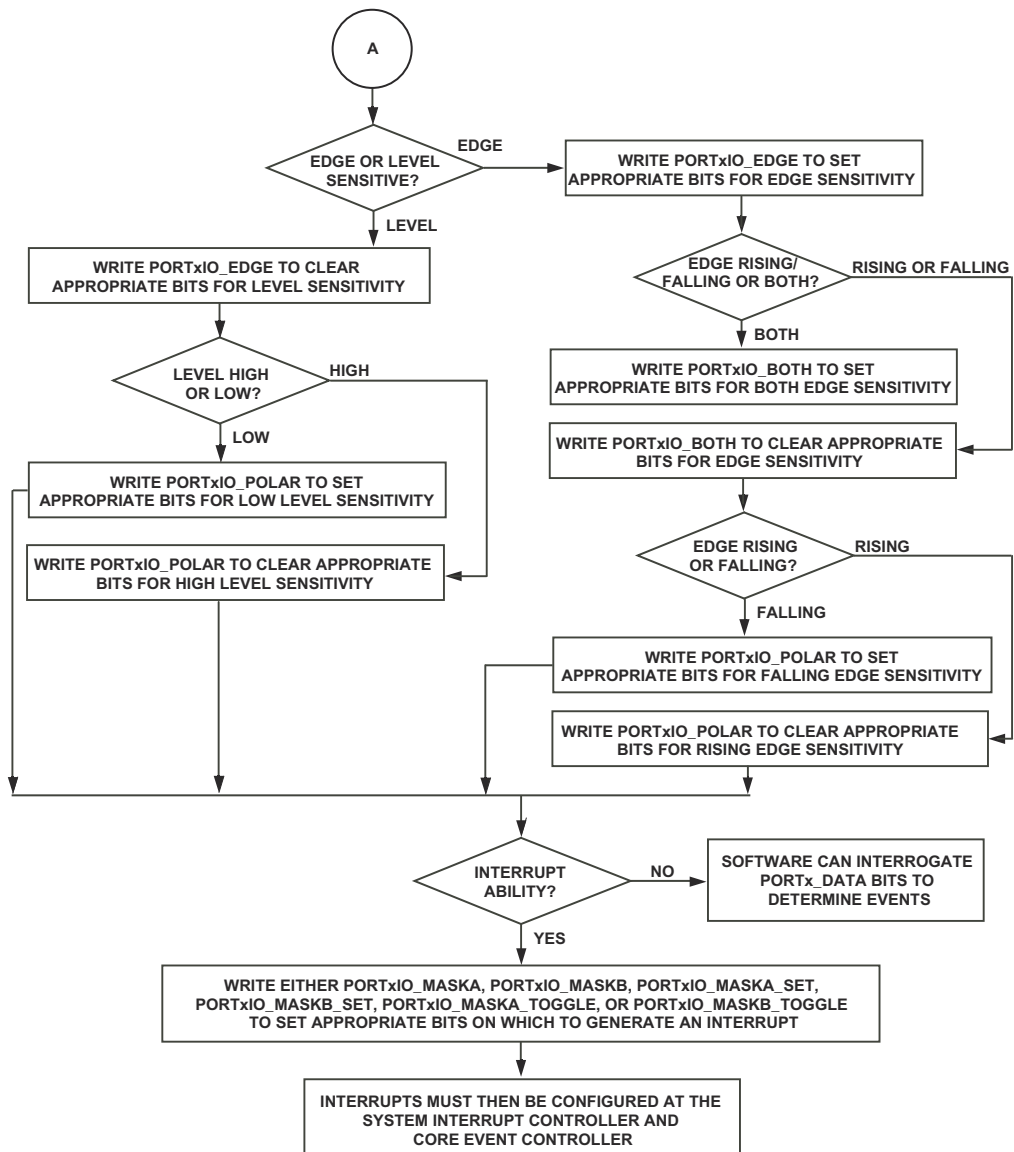 A
EDGE OR LEVEL
SENSITIVE?
EDGE
LEVEL
WRITE PORTxIO_EDGE TO SET
APPROPRIATE BITS FOR EDGE SENSITIVITY
WRITE PORTxIO_EDGE TO CLEAR
APPROPRIATE BITS FOR LEVEL SENSITIVITY
EDGE RISING/
FALLING OR BOTH?
RISING OR FALLING
BOTH
LEVEL HIGH
OR LOW?
HIGH
LOW
WRITE PORTxIO_BOTH TO SET
APPROPRIATE BITS FOR BOTH EDGE SENSITIVITY
WRITE PORTxIO_BOTH TO CLEAR APPROPRIATE
BITS FOR EDGE SENSITIVITY
WRITE PORTxIO_POLAR TO SET
APPROPRIATE BITS FOR LOW LEVEL SENSITIVITY
WRITE PORTxIO_POLAR TO CLEAR APPROPRIATE
BITS FOR HIGH LEVEL SENSITIVITY
EDGE RISING
OR FALLING?
RISING
FALLING
WRITE PORTxIO_POLAR TO SET
APPROPRIATE BITS FOR FALLING EDGE SENSITIVITY
WRITE PORTxIO_POLAR TO CLEAR APPROPRIATE
BITS FOR RISING EDGE SENSITIVITY
INTERRUPT
ABILITY?
NO
YES
SOFTWARE CAN INTERROGATE
PORTx_DATA BITS TO
DETERMINE EVENTS
WRITE EITHER PORTxIO_MASKA, PORTxIO_MASKB, PORTxIO_MASKA_SET,
PORTxIO_MASKB_SET, PORTxIO_MASKA_TOGGLE, OR PORTxIO_MASKB_TOGGLE
TO SET APPROPRIATE BITS ON WHICH TO GENERATE AN INTERRUPT
INTERRUPTS MUST THEN BE CONFIGURED AT THE
SYSTEM INTERRUPT CONTROLLER AND
CORE EVENT CONTROLLER